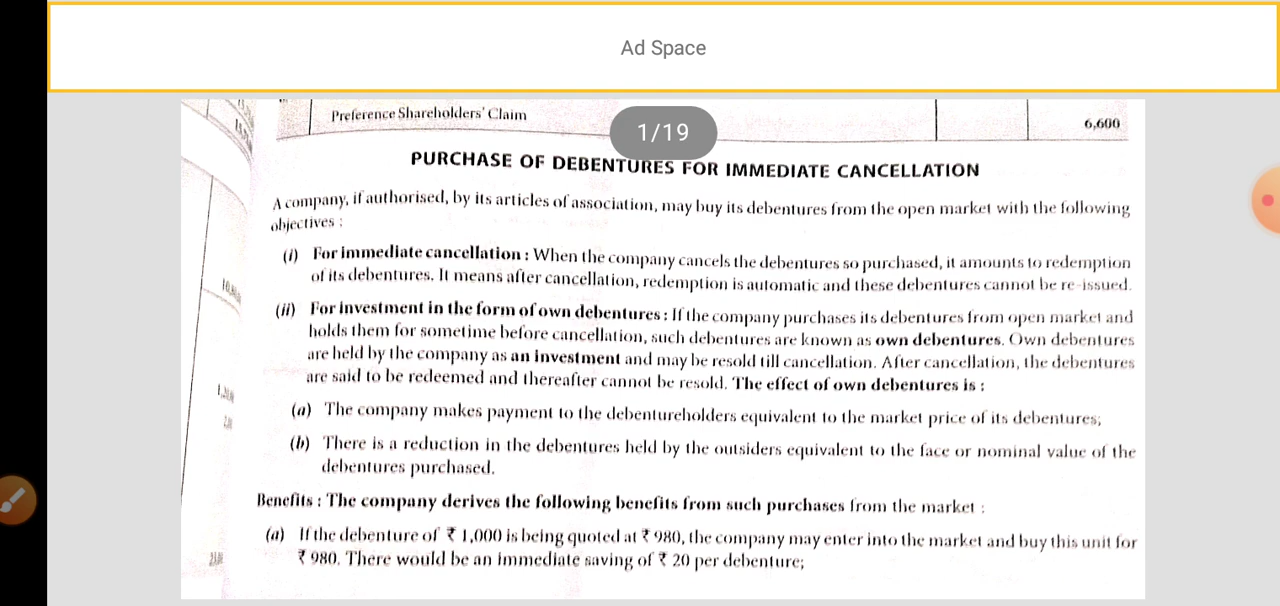 Ad Space
Preference Shareholders' Claim
6,600
1/19
PURCHASE OF DEBENTURES FOR IMMEDIATE CANCELLATION
A company, if authorised, by its articles of association, may buy its debentures from the open market with the following
objectives :
(i) For immediate cancellation : When the company cancels the debentures so purchased, it amounts to redemption
of its debentures. It means after cancellation, redemption is automatic and these debentures cannot be re-issued.
(ii) For investment in the form of own debentures : If the company purchases its debentures from open market and
holds them for sometime before cancellation, such debentures are known as own debentures. Own debentures
are held by the company as an investment and may be resold till cancellation. After cancellation, the debentures
are said to be redeemed and thereafter cannot be resold. The effect of own debentures is :
(a) The company makes payment to the debentureholders equivalent to the market price of its debentures;
(b) There is a reduction in the debentures held by the outsiders equivalent to the face or nominal value of the
debentures purchased.
Benefits : The company derives the following benefits from such purchases from the market :
(a) If the debenture of ₹ 1,000 is being quoted at ₹ 980, the company may enter into the market and buy this unit for
₹ 980. There would be an immediate saving of ₹ 20 per debenture;